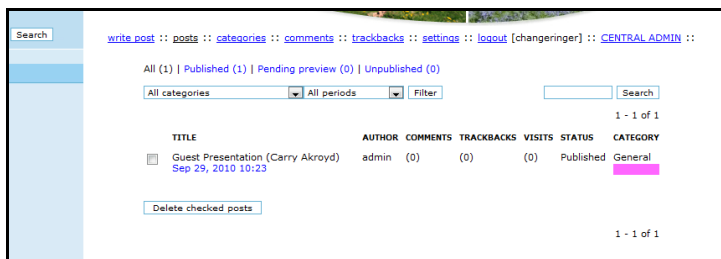 Search
write post :: posts :: categories :: comments :: trackbacks :: settings :: logout [changeringer] :: CENTRAL ADMIN ::
All (1) | Published (1) | Pending preview (0) | Unpublished (0)
All categories All periods Filter Search
1 - 1 of 1
TITLE AUTHOR COMMENTS TRACKBACKS VISITS STATUS CATEGORY
Guest Presentation (Carry Akroyd) admin (0) (0) (0) Published General
Sep 29, 2010 10:23
Delete checked posts
1 - 1 of 1